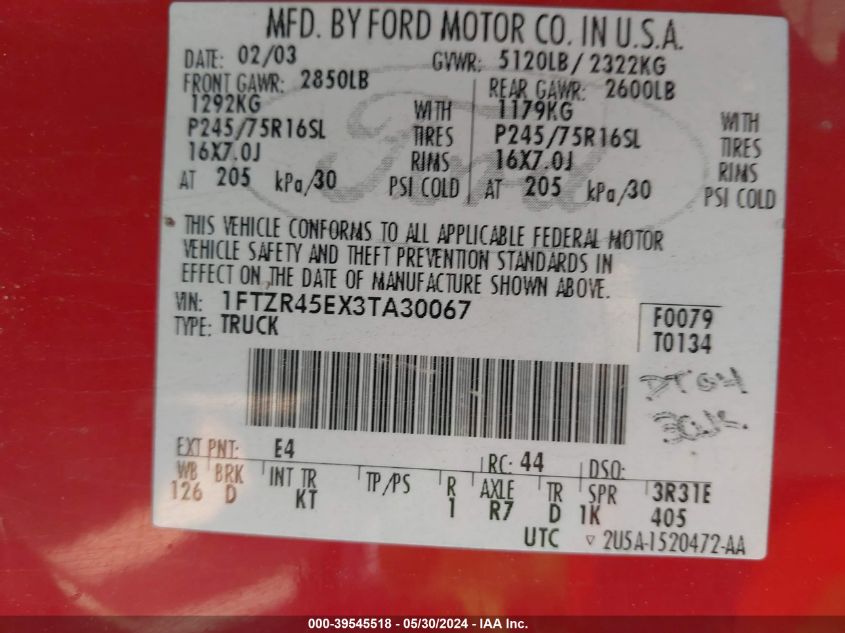 MFD. BY FORD MOTOR CO. IN U.S.A.
DATE: 02/03 GVWR: 5120LB/ 2322KG
FRONT GAWR: 2850LB REAR GAWR: 2600LB
1292KG WITH 1179KG WITH
P245/75R16SL TIRES P245/75R16SL TIRES
16X7.0J RIMS 16X7.0J RIMS
AT 205 kPa/30 PSI COLD AT 205 kPa/30 PSI COLD
Ford
THIS VEHICLE CONFORMS TO ALL APPLICABLE FEDERAL MOTOR
VEHICLE SAFETY AND THEFT PREVENTION STANDARDS IN
EFFECT ON THE DATE OF MANUFACTURE SHOWN ABOVE.
VIN: 1FTZR45EX3TA30067 F0079
TYPE: TRUCK T0134
EXT PNT: E4 RC: 44 DSO:
WB BRK INT TR TP/PS R AXLE TR SPR 3R31E
126 D KT 1 R7 D 1K 405
UTC ▿ 2U5A-1520472-AA
000-39545518 - 05/30/2024 - IAA Inc.